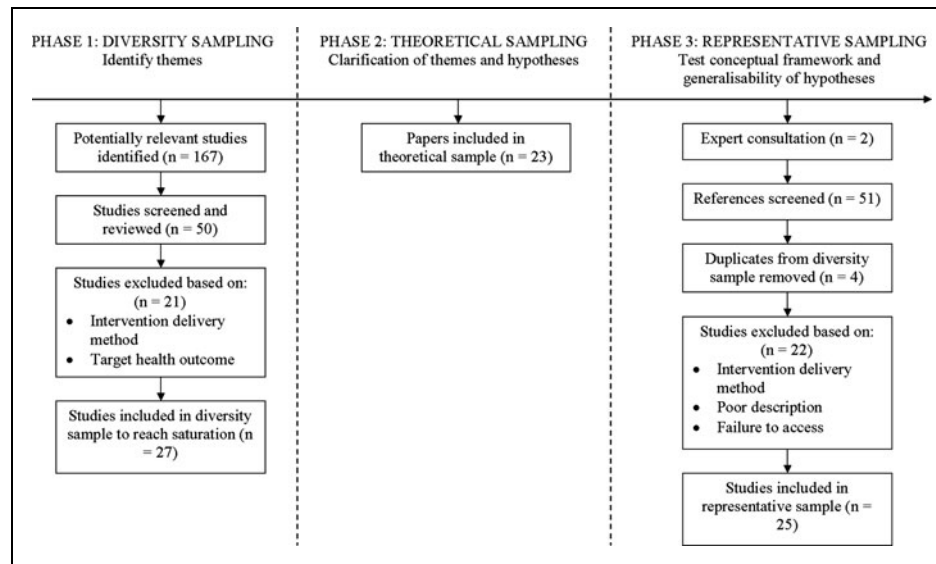 PHASE 1: DIVERSITY SAMPLING
Identify themes
Potentially relevant studies
identified (n = 167)
Studies screened and
reviewed (n = 50)
Studies excluded based on:
(n = 21)
• Intervention delivery
method
• Target health outcome
Studies included in diversity
sample to reach saturation (n
= 27)
PHASE 2: THEORETICAL SAMPLING
Clarification of themes and hypotheses
Papers included in
theoretical sample (n = 23)
PHASE 3: REPRESENTATIVE SAMPLING
Test conceptual framework and
generalisability of hypotheses
Expert consultation (n = 2)
References screened (n = 51)
Duplicates from diversity
sample removed (n = 4)
Studies excluded based on:
(n = 22)
• Intervention delivery
method
• Poor description
• Failure to access
Studies included in
representative sample (n =
25)